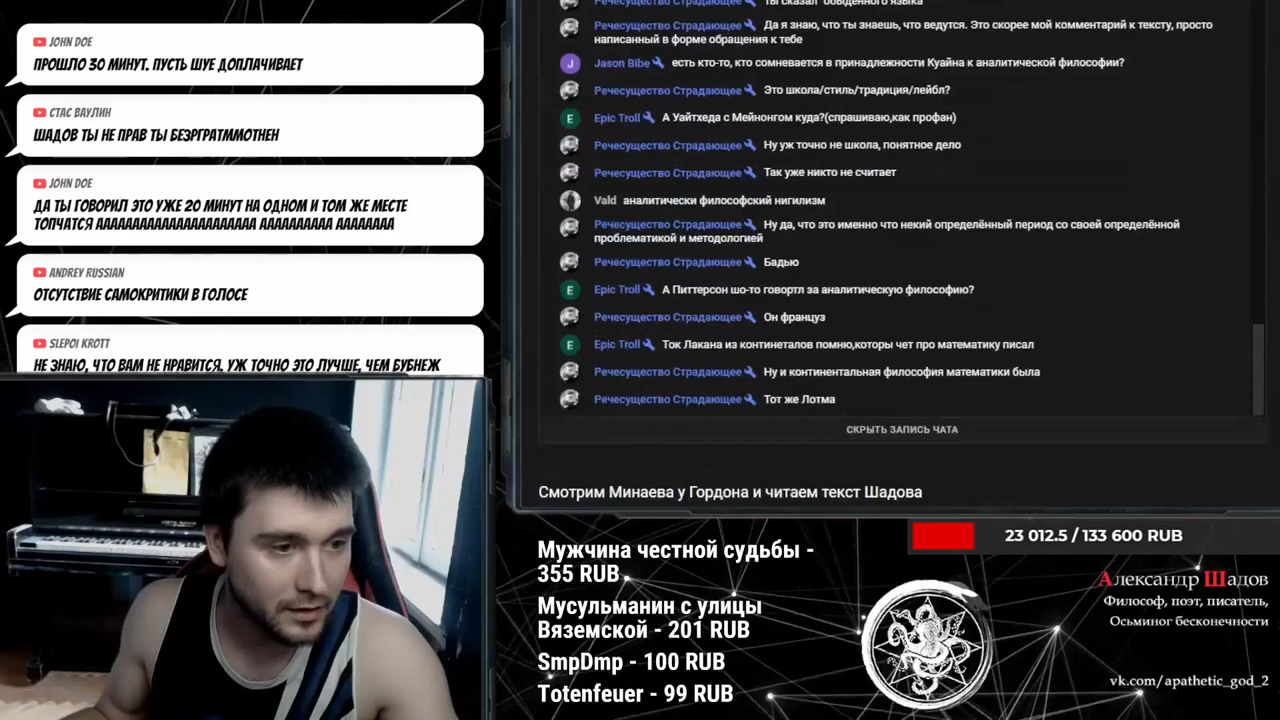 JOHN DOE
ПРОШЛО 30 МИНУТ. ПУСТЬ ШУЕ ДОПЛАЧИВАЕТ
СТАС ВАУЛИН
ШАДОВ ТЫ НЕ ПРАВ ТЫ БЕЗРГРАТММОТНЕН
JOHN DOE
ДА ТЫ ГОВОРИЛ ЭТО УЖЕ 20 МИНУТ НА ОДНОМ И ТОМ ЖЕ МЕСТЕ
ANDREY RUSSIAN
ОТСУТСТВИЕ САМОКРИТИКИ В ГОЛОСЕ
SLEPOI KROTT
НЕ ЗНАЮ, ЧТО ВАМ НЕ НРАВИТСЯ. УЖ ТОЧНО ЭТО ЛУЧШЕ, ЧЕМ БУБНЕЖ
Речесущество Страдающее Ты сказал "обыденного языка"
Речесущество Страдающее Да я знаю, что ты знаешь, что ведутся. Это скорее мой комментарий к тексту, просто
написанный в форме обращения к тебе
J Jason Bibe есть кто-то, кто сомневается в принадлежности Куайна к аналитической философии?
Речесущество Страдающее Это школа/стиль/традиция/лейбл?
E Epic Troll А Уайтхеда с Мейнонгом куда?(спрашиваю,как профан)
Речесущество Страдающее Ну уж точно не школа, понятное дело
Речесущество Страдающее Так уже никто не считает
Vald аналитически философский нигилизм
Речесущество Страдающее Ну да, что это именно что некий определённый период со своей определённой
проблематикой и методологией
Речесущество Страдающее Бадью
E Epic Troll А Питтерсон шо-то говортл за аналитическую философию?
Речесущество Страдающее Он француз
E Epic Troll Ток Лакана из континеталов помню,которы чет про математику писал
Речесущество Страдающее Ну и континентальная философия математики была
Речесущество Страдающее Тот же Лотма
СКРЫТЬ ЗАПИСЬ ЧАТА
Смотрим Минаева у Гордона и читаем текст Шадова
Мужчина честной судьбы -
355 RUB
Мусульманин с улицы
Вяземской - 201 RUB
SmpDmp - 100 RUB
Totenfeuer - 99 RUB
23 012.5 / 133 600 RUB
Александр Шадов
Философ, поэт, писатель,
Осьминог бесконечности
vk.com/apathetic_god_2